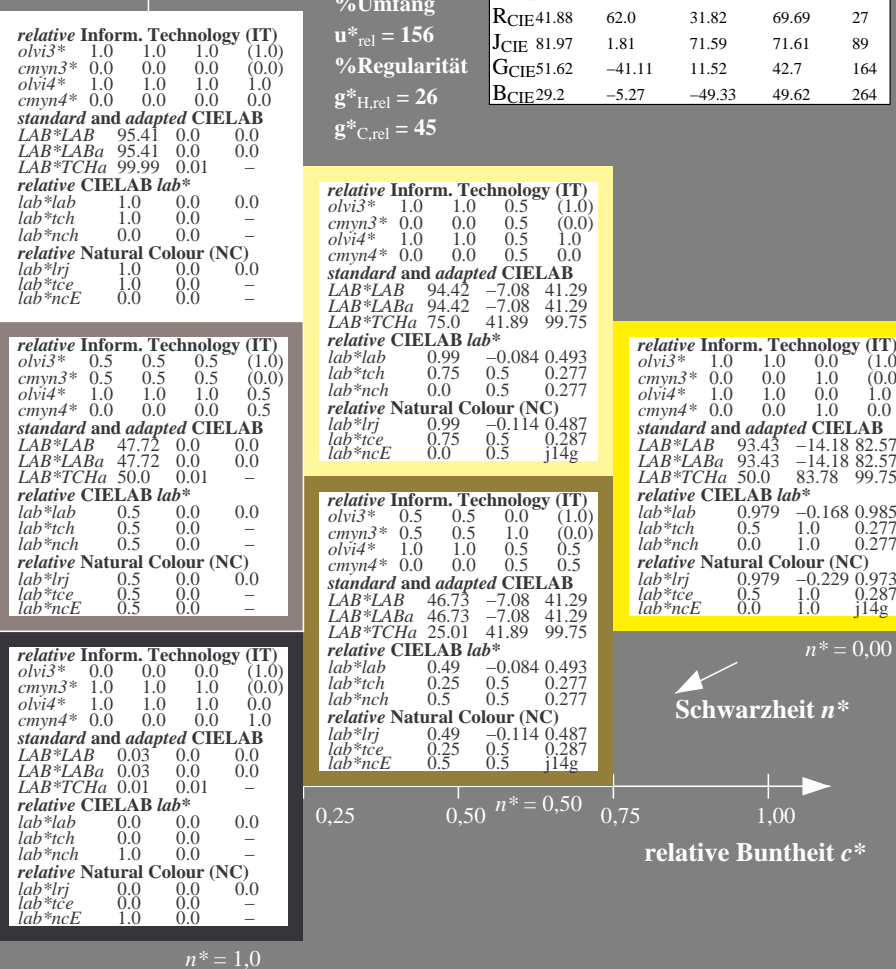 %Umfang
u*rel = 156
%Regularität
g*H,rel = 26
g*C,rel = 45
RCIE 41.88 62.0 31.82 69.69 27
JCIE 81.97 1.81 71.59 71.61 89
GCIE 51.62 −41.11 11.52 42.7 164
BCIE 29.2 −5.27 −49.33 49.62 264
relative Inform. Technology (IT)
olvi3* 1.0 1.0 1.0 (1.0)
cmyn3* 0.0 0.0 0.0 (0.0)
olvi4* 1.0 1.0 1.0 1.0
cmyn4* 0.0 0.0 0.0 0.0
standard and adapted CIELAB
LAB*LAB 95.41 0.0 0.0
LAB*LABa 95.41 0.0 0.0
LAB*TCHa 99.99 0.01 –
relative CIELAB lab*
lab*lab 1.0 0.0 0.0
lab*tch 1.0 0.0 –
lab*nch 0.0 0.0 –
relative Natural Colour (NC)
lab*lrj 1.0 0.0 0.0
lab*tce 1.0 0.0 –
lab*ncE 0.0 0.0 –
relative Inform. Technology (IT)
olvi3* 1.0 1.0 0.5 (1.0)
cmyn3* 0.0 0.0 0.5 (0.0)
olvi4* 1.0 1.0 0.5 1.0
cmyn4* 0.0 0.0 0.5 0.0
standard and adapted CIELAB
LAB*LAB 94.42 −7.08 41.29
LAB*LABa 94.42 −7.08 41.29
LAB*TCHa 75.0 41.89 99.75
relative CIELAB lab*
lab*lab 0.99 −0.084 0.493
lab*tch 0.75 0.5 0.277
lab*nch 0.0 0.5 0.277
relative Natural Colour (NC)
lab*lrj 0.99 −0.114 0.487
lab*tce 0.75 0.5 0.287
lab*ncE 0.0 0.5 j14g
relative Inform. Technology (IT)
olvi3* 0.5 0.5 0.5 (1.0)
cmyn3* 0.5 0.5 0.5 (0.0)
olvi4* 1.0 1.0 1.0 0.5
cmyn4* 0.0 0.0 0.0 0.5
standard and adapted CIELAB
LAB*LAB 47.72 0.0 0.0
LAB*LABa 47.72 0.0 0.0
LAB*TCHa 50.0 0.01 –
relative CIELAB lab*
lab*lab 0.5 0.0 0.0
lab*tch 0.5 0.0 –
lab*nch 0.5 0.0 –
relative Natural Colour (NC)
lab*lrj 0.5 0.0 0.0
lab*tce 0.5 0.0 –
lab*ncE 0.5 0.0 –
relative Inform. Technology (IT)
olvi3* 1.0 1.0 0.0 (1.0
cmyn3* 0.0 0.0 1.0 (0.0
olvi4* 1.0 1.0 0.0 1.0
cmyn4* 0.0 0.0 1.0 0.0
standard and adapted CIELAB
LAB*LAB 93.43 −14.18 82.57
LAB*LABa 93.43 −14.18 82.57
LAB*TCHa 50.0 83.78 99.75
relative CIELAB lab*
lab*lab 0.979 −0.168 0.985
lab*tch 0.5 1.0 0.277
lab*nch 0.0 1.0 0.277
relative Natural Colour (NC)
lab*lrj 0.979 −0.229 0.973
lab*tce 0.5 1.0 0.287
lab*ncE 0.0 1.0 j14g
relative Inform. Technology (IT)
olvi3* 0.5 0.5 0.0 (1.0)
cmyn3* 0.5 0.5 1.0 (0.0)
olvi4* 1.0 1.0 0.5 0.5
cmyn4* 0.0 0.0 0.5 0.5
standard and adapted CIELAB
LAB*LAB 46.73 −7.08 41.29
LAB*LABa 46.73 −7.08 41.29
LAB*TCHa 25.01 41.89 99.75
relative CIELAB lab*
lab*lab 0.49 −0.084 0.493
lab*tch 0.25 0.5 0.277
lab*nch 0.5 0.5 0.277
relative Natural Colour (NC)
lab*lrj 0.49 −0.114 0.487
lab*tce 0.25 0.5 0.287
lab*ncE 0.5 0.5 j14g
relative Inform. Technology (IT)
olvi3* 0.0 0.0 0.0 (1.0)
cmyn3* 1.0 1.0 1.0 (0.0)
olvi4* 1.0 1.0 1.0 0.0
cmyn4* 0.0 0.0 0.0 1.0
standard and adapted CIELAB
LAB*LAB 0.03 0.0 0.0
LAB*LABa 0.03 0.0 0.0
LAB*TCHa 0.01 0.01 –
relative CIELAB lab*
lab*lab 0.0 0.0 0.0
lab*tch 0.0 0.0 –
lab*nch 1.0 0.0 –
relative Natural Colour (NC)
lab*lrj 0.0 0.0 0.0
lab*tce 0.0 0.0 –
lab*ncE 1.0 0.0 –
n* = 0,00
Schwarzheit n*
0,25 0,50 n* = 0,50 0,75 1,00
relative Buntheit c*
n* = 1,0